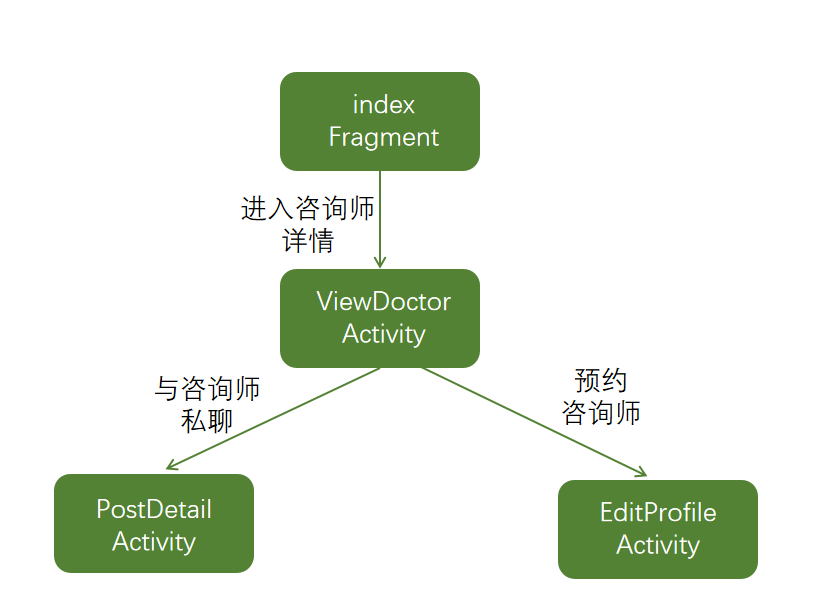 index
Fragment
进入咨询师
详情
ViewDoctor
Activity
与咨询师
私聊
预约
咨询师
PostDetail
Activity
EditProfile
Activity